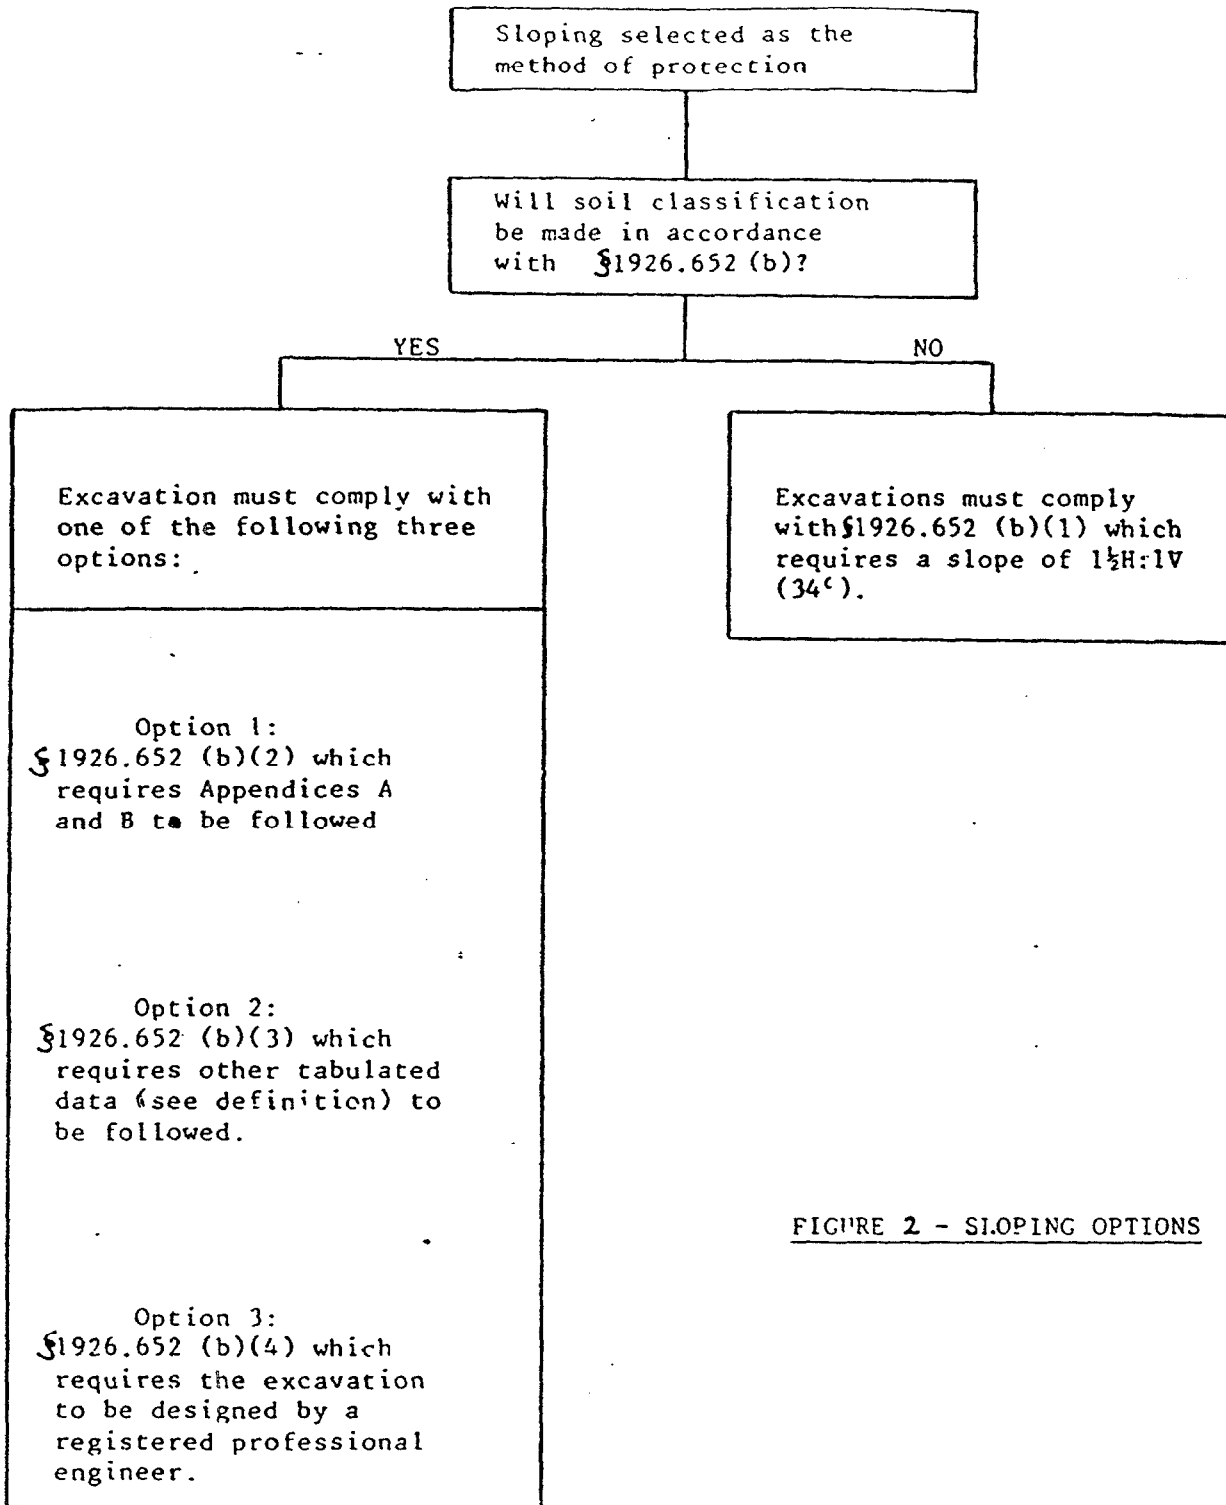 Sloping selected as the
method of protection
Will soil classification
be made in accordance
with §1926.652 (b)?
YES
NO
Excavation must comply with
one of the following three
options:
Excavations must comply
with §1926.652 (b)(1) which
requires a slope of 1½H:1V
(34°).
Option 1:
§1926.652 (b)(2) which
requires Appendices A
and B to be followed
Option 2:
§1926.652 (b)(3) which
requires other tabulated
data (see definition) to
be followed.
Option 3:
§1926.652 (b)(4) which
requires the excavation
to be designed by a
registered professional
engineer.
FIGURE 2 - SLOPING OPTIONS